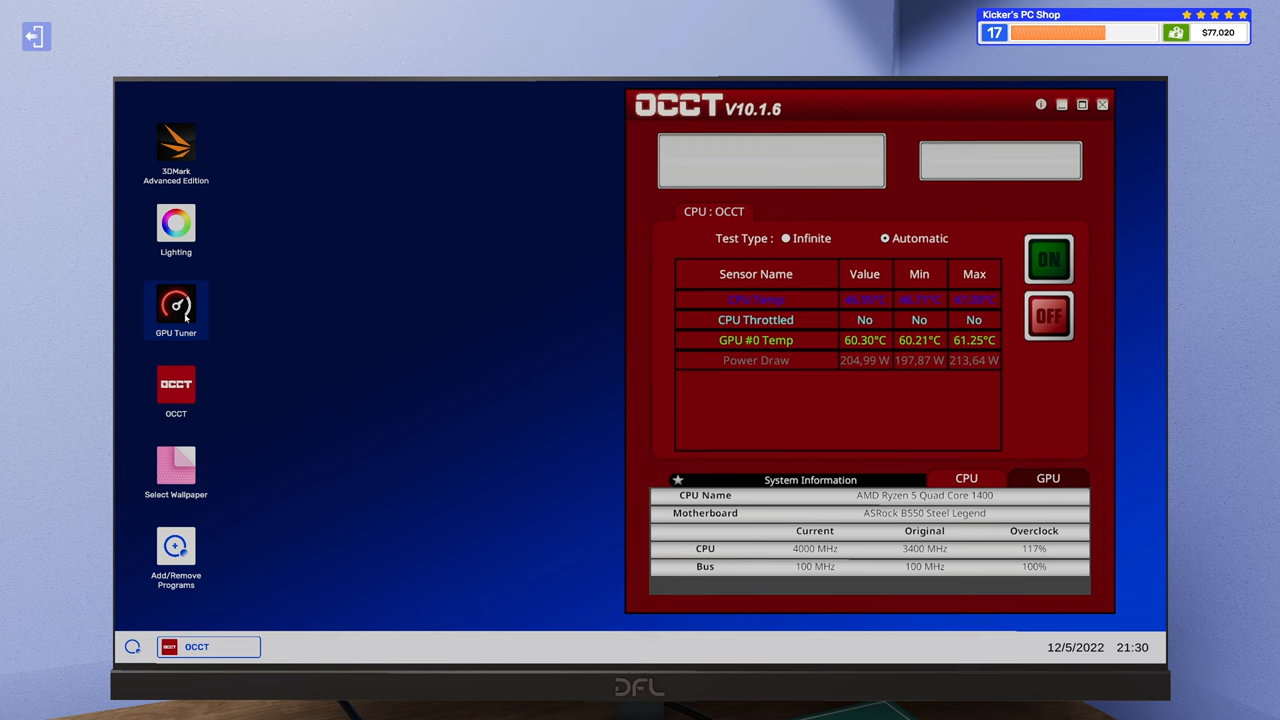 Kicker's PC Shop
17
$77,020
3DMark
Advanced Edition
Lighting
GPU Tuner
OCCT
OCCT
Select Wallpaper
Add/Remove
Programs
OCCT V10.1.6
CPU : OCCT
Test Type : Infinite Automatic
Sensor Name Value Min Max
CPU Temp
CPU Throttled No No No
GPU #0 Temp 60.30°C 60.21°C 61.25°C
Power Draw 204,99 W 197,87 W 213,64 W
ON
OFF
System Information CPU GPU
CPU Name AMD Ryzen 5 Quad Core 1400
Motherboard ASRock B550 Steel Legend
Current Original Overclock
CPU 4000 MHz 3400 MHz 117%
Bus 100 MHz 100 MHz 100%
OCCT OCCT
12/5/2022 21:30
DFL